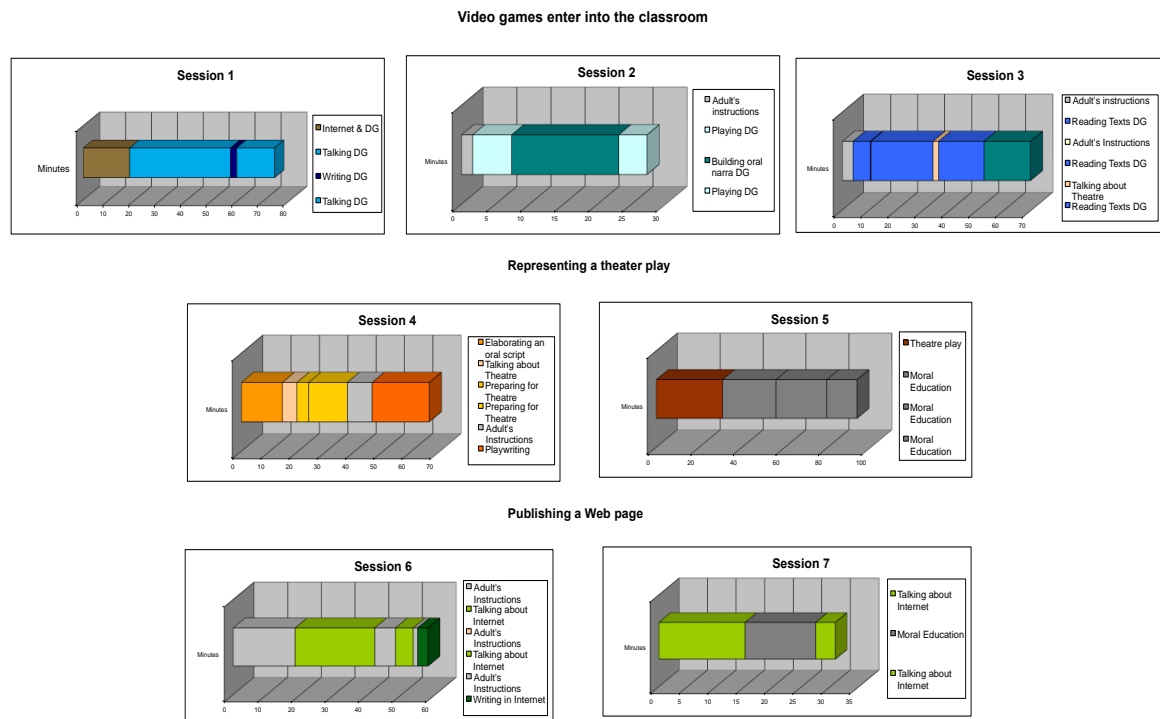 Video games enter into the classroom
Session 1
Minutes
0 10 20 30 40 50 60 70 80
Internet & DG
Talking DG
Writing DG
Talking DG
Session 2
Minutes
0 5 10 15 20 25 30
Adult's
instructions
Playing DG
Building oral
narra DG
Playing DG
Session 3
Minutes
0 10 20 30 40 50 60 70
Adult's instructions
Reading Texts DG
Adult's Instructions
Reading Texts DG
Talking about
Theatre
Reading Texts DG
Representing a theater play
Session 4
Minutes
0 10 20 30 40 50 60 70
Elaborating an
oral script
Talking about
Theatre
Preparing for
Theatre
Preparing for
Theatre
Adult's
Instructions
Playwriting
Session 5
Minutes
0 20 40 60 80 100
Theatre play
Moral
Education
Moral
Education
Moral
Education
Publishing a Web page
Session 6
Minutes
0 10 20 30 40 50 60
Adult's
Instructions
Talking about
Internet
Adult's
Instructions
Talking about
Internet
Adult's
Instructions
Writing in Internet
Session 7
Minutes
0 5 10 15 20 25 30 35
Talking about
Internet
Moral Education
Talking about
Internet